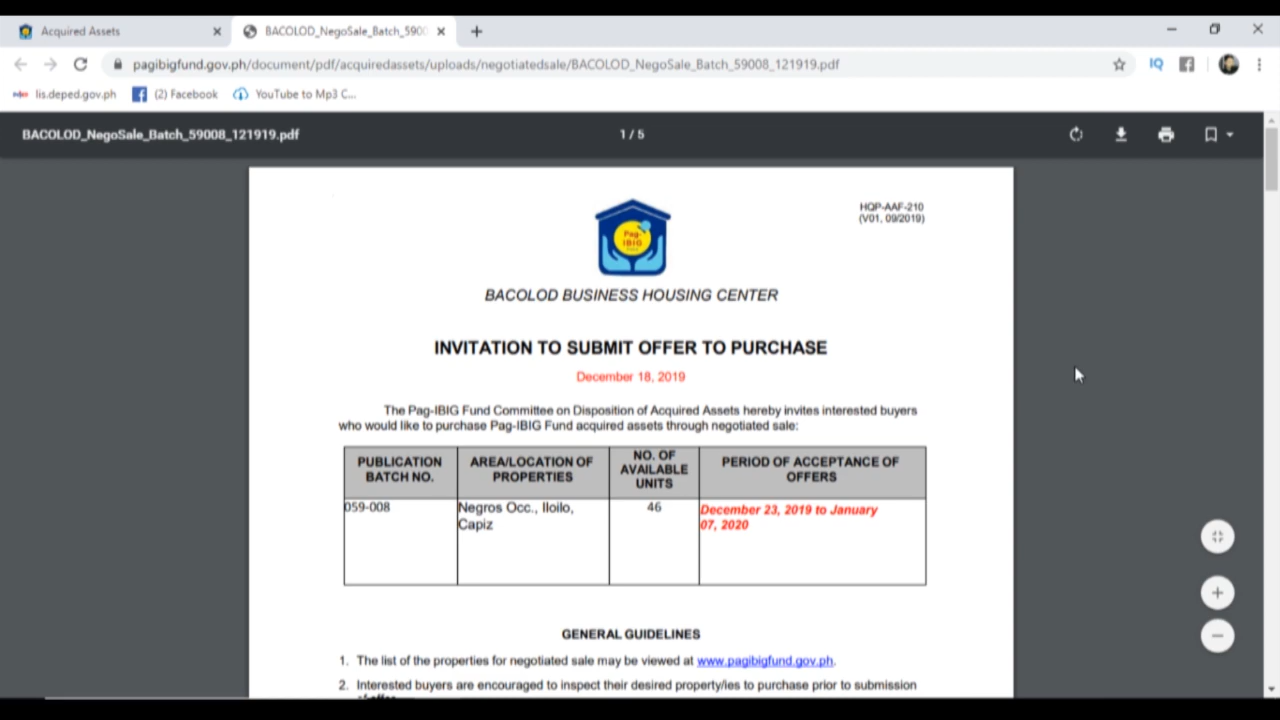 Acquired Assets
BACOLOD_NegoSale_Batch_5900
pagibigfund.gov.ph/document/pdf/acquiredassets/uploads/negotiatedsale/BACOLOD_NegoSale_Batch_59008_121919.pdf
IQ
lis.deped.gov.ph
(2) Facebook
YouTube to Mp3 C...
BACOLOD_NegoSale_Batch_59008_121919.pdf
1 / 5
HQP-AAF-210
(V01, 09/2019)
Pag-
IBIG
BACOLOD BUSINESS HOUSING CENTER
INVITATION TO SUBMIT OFFER TO PURCHASE
December 18, 2019
The Pag-IBIG Fund Committee on Disposition of Acquired Assets hereby invites interested buyers
who would like to purchase Pag-IBIG Fund acquired assets through negotiated sale:
PUBLICATION
BATCH NO.
AREA/LOCATION OF
PROPERTIES
NO. OF
AVAILABLE
UNITS
PERIOD OF ACCEPTANCE OF
OFFERS
059-008
Negros Occ., Iloilo,
Capiz
46
December 23, 2019 to January
07, 2020
GENERAL GUIDELINES
1. The list of the properties for negotiated sale may be viewed at www.pagibigfund.gov.ph.
2. Interested buyers are encouraged to inspect their desired property/ies to purchase prior to submission